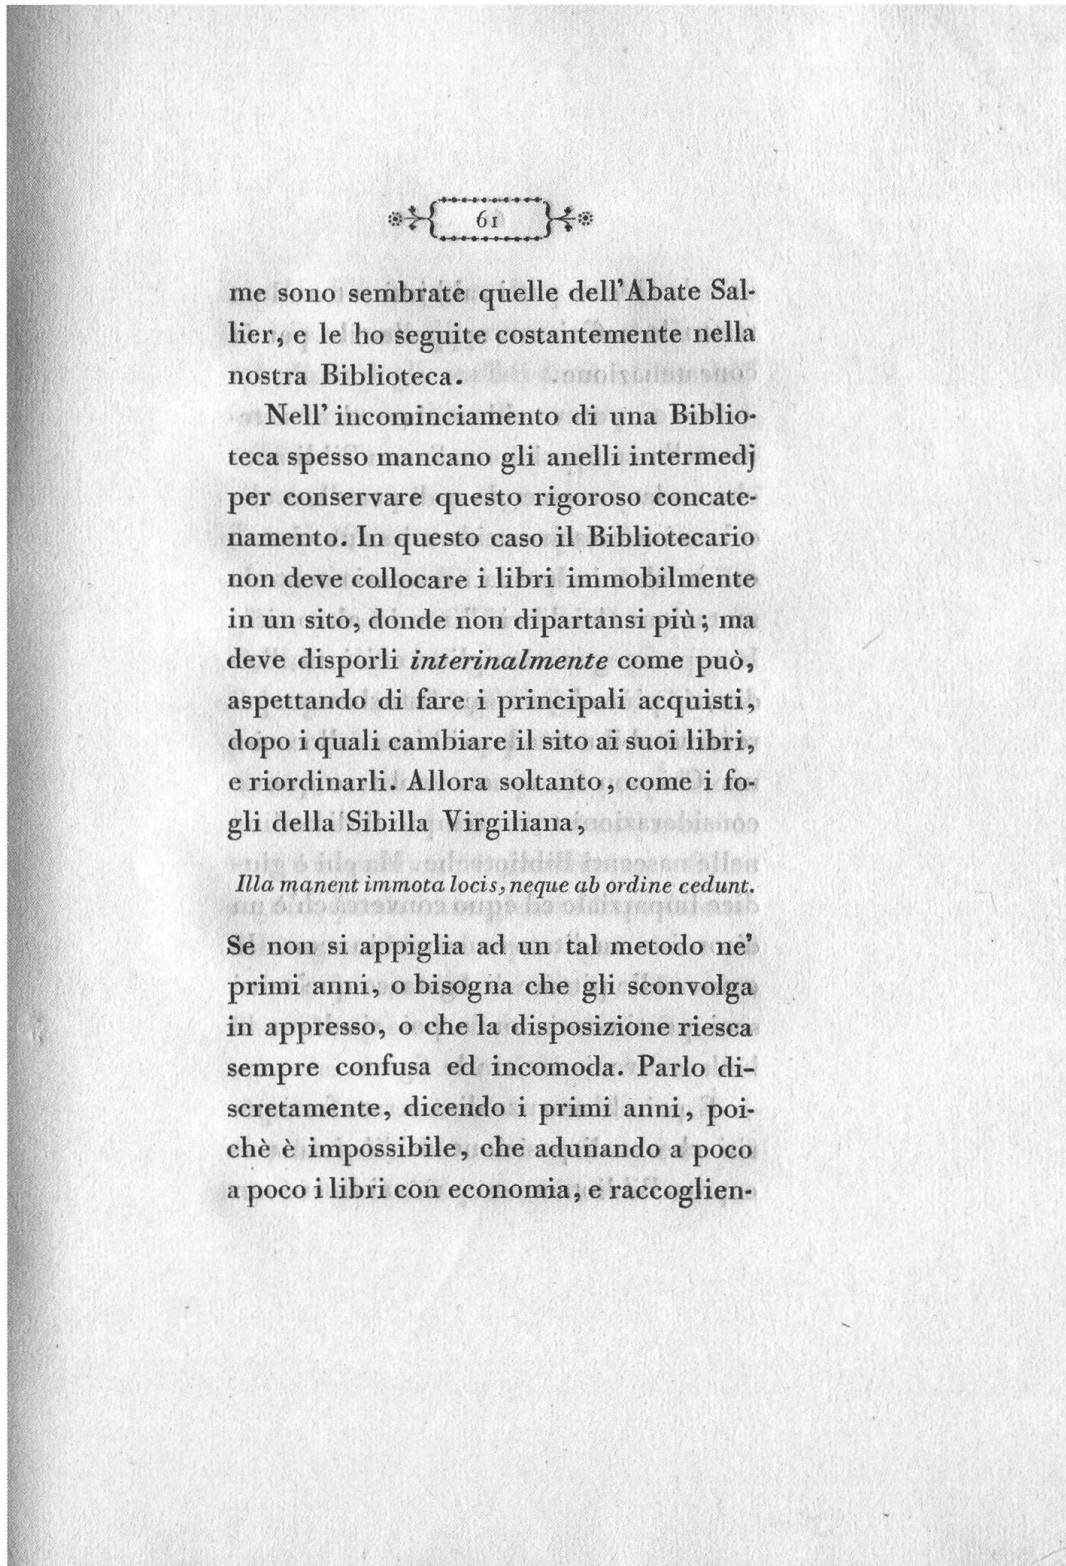 61
me sono sembrate quelle dell'Abate Sal-
lier, e le ho seguite costantemente nella
nostra Biblioteca.
Nell' incominciamento di una Biblio-
teca spesso mancano gli anelli intermedj
per conservare questo rigoroso concate-
namento. In questo caso il Bibliotecario
non deve collocare i libri immobilmente
in un sito, donde non dipartansi più; ma
deve disporli interinalmente come può,
aspettando di fare i principali acquisti,
dopo i quali cambiare il sito ai suoi libri,
e riordinarli. Allora soltanto, come i fo-
gli della Sibilla Virgiliana,
Illa manent immota locis, neque ab ordine cedunt.
Se non si appiglia ad un tal metodo ne'
primi anni, o bisogna che gli sconvolga
in appresso, o che la disposizione riesca
sempre confusa ed incomoda. Parlo di-
scretamente, dicendo i primi anni, poi-
chè è impossibile, che adunando a poco
a poco i libri con economia, e raccoglien-